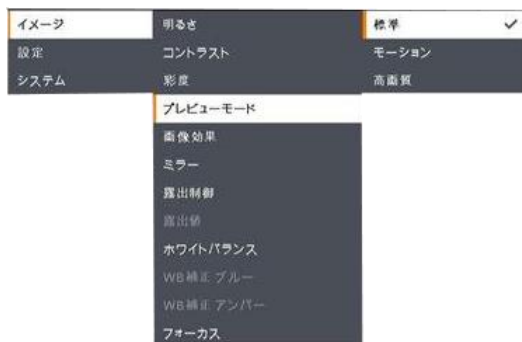 イメージ
設定
システム
明るさ
コントラスト
彩度
プレビューモード
画像効果
ミラー
露出制御
露出値
ホワイトバランス
WB補正 ブルー
WB補正 アンバー
フォーカス
標準
モーション
高画質